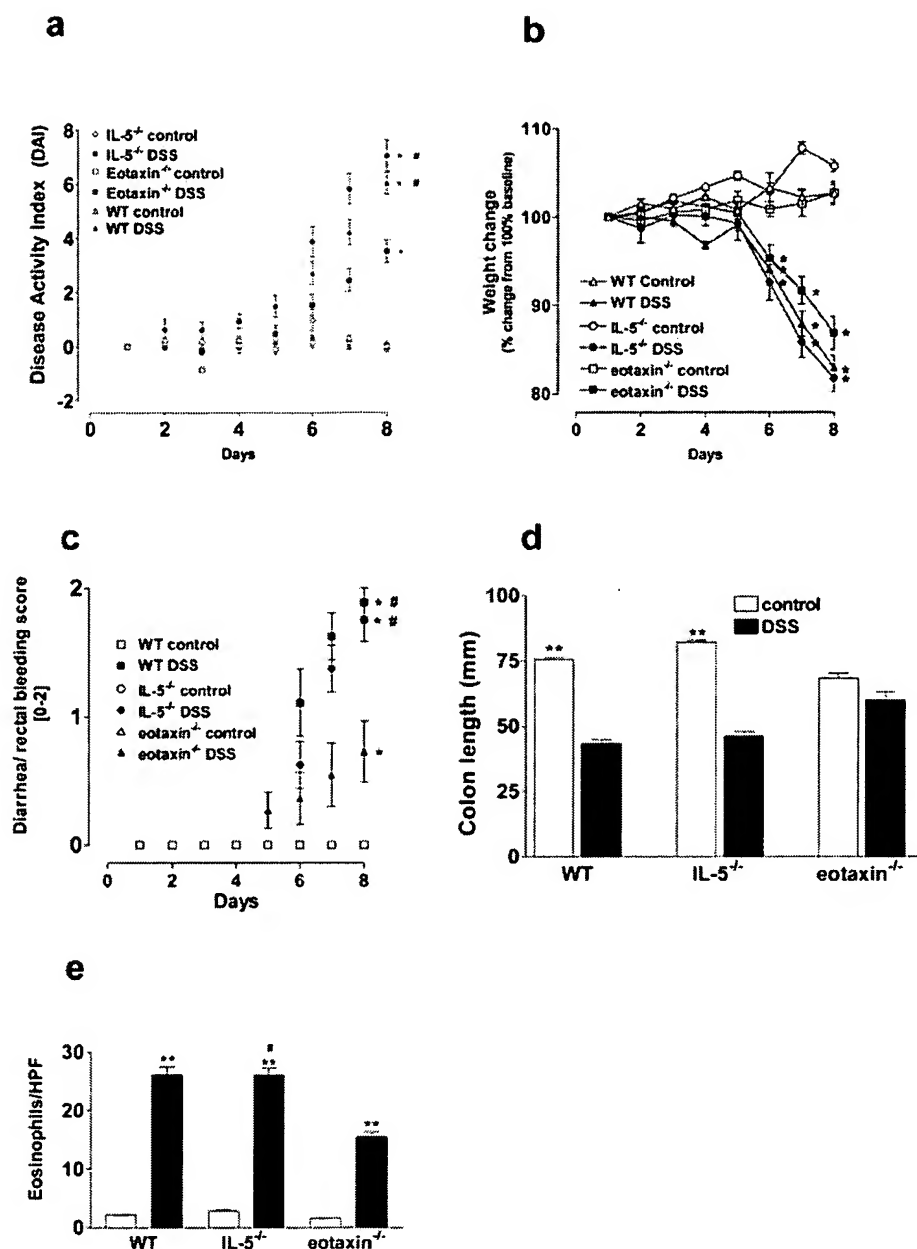 a
Disease Activity Index (DAI)
8
6
4
2
0
-2
IL-5-/- control
IL-5-/- DSS
Eotaxin-/- control
Eotaxin-/- DSS
WT control
WT DSS
* #
* #
*
0 2 4 6 8
Days
b
Weight change
(% change from 100% baseline)
110
100
90
80
WT Control
WT DSS
IL-5-/- control
IL-5-/- DSS
eotaxin-/- control
eotaxin-/- DSS
0 2 4 6 8
Days
c
Diarrhea/ rectal bleeding score
[0-2]
2
1
0
WT control
WT DSS
IL-5-/- control
IL-5-/- DSS
eotaxin-/- control
eotaxin-/- DSS
* #
* #
*
0 2 4 6 8
Days
d
Colon length (mm)
100
75
50
25
0
control
DSS
** **
WT IL-5-/- eotaxin-/-
e
Eosinophils/HPF
30
20
10
0
#
** ** **
WT IL-5-/- eotaxin-/-